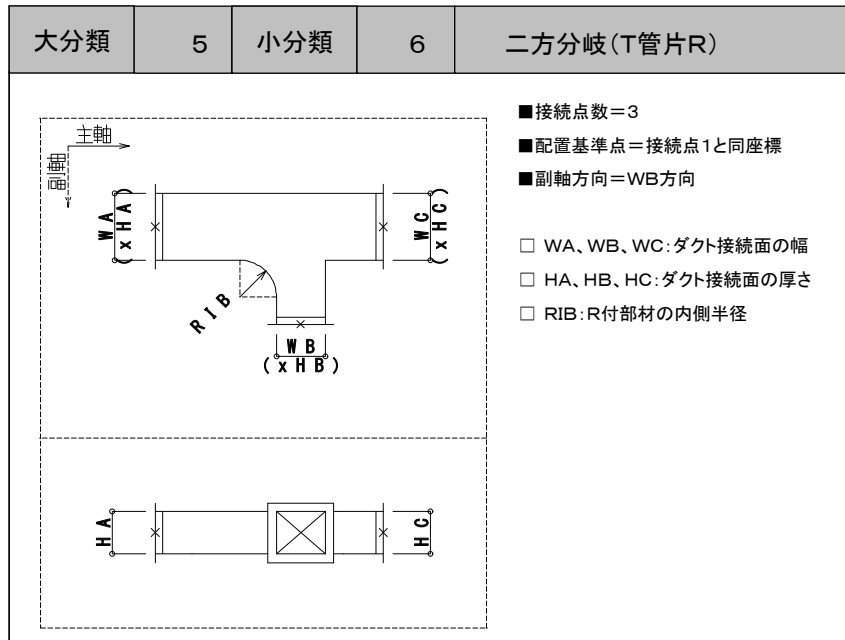 大分類 5 小分類 6 二方分岐(T管片R)
■接続点数=3
■配置基準点=接続点1と同座標
■副軸方向=WB方向
□ WA、WB、WC:ダクト接続面の幅
□ HA、HB、HC:ダクト接続面の厚さ
□ RIB:R付部材の内側半径
主軸
副軸
WA
(xHA)
WC
(xHC)
RIB
WB
(xHB)
HA
HC